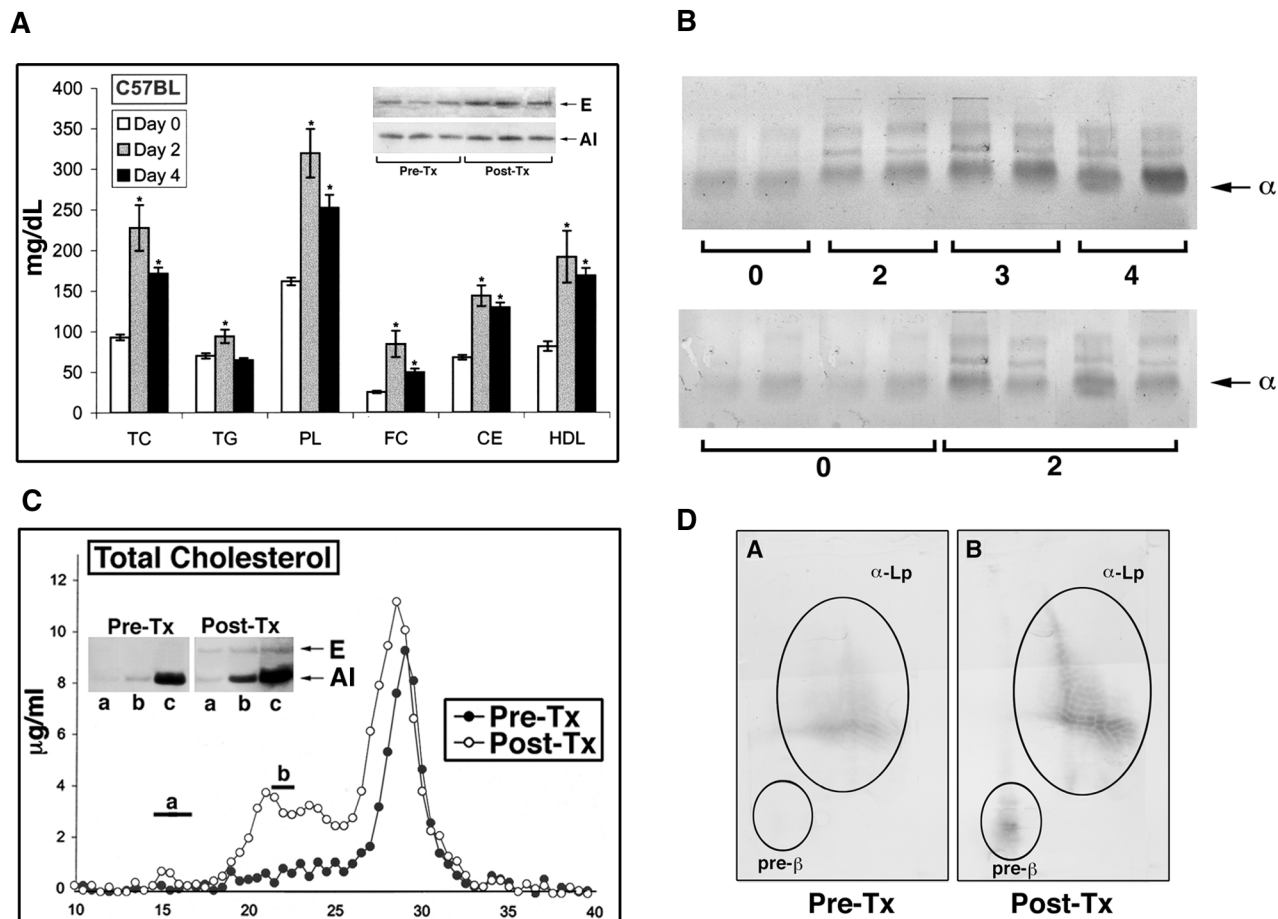 A
C57BL
Day 0
Day 2
Day 4
E
AI
Pre-Tx Post-Tx
mg/dL
400
350
300
250
200
150
100
50
0
* * * * * * * * * * *
TC TG PL FC CE HDL
B
α
0 2 3 4
α
0 2
C
Total Cholesterol
Pre-Tx Post-Tx
E
AI
a b c a b c
Pre-Tx
Post-Tx
a
b
μg/ml
12
10
8
6
4
2
0
10 15 20 25 30 35 40
D
A
α-Lp
pre-β
Pre-Tx
B
α-Lp
pre-β
Post-Tx